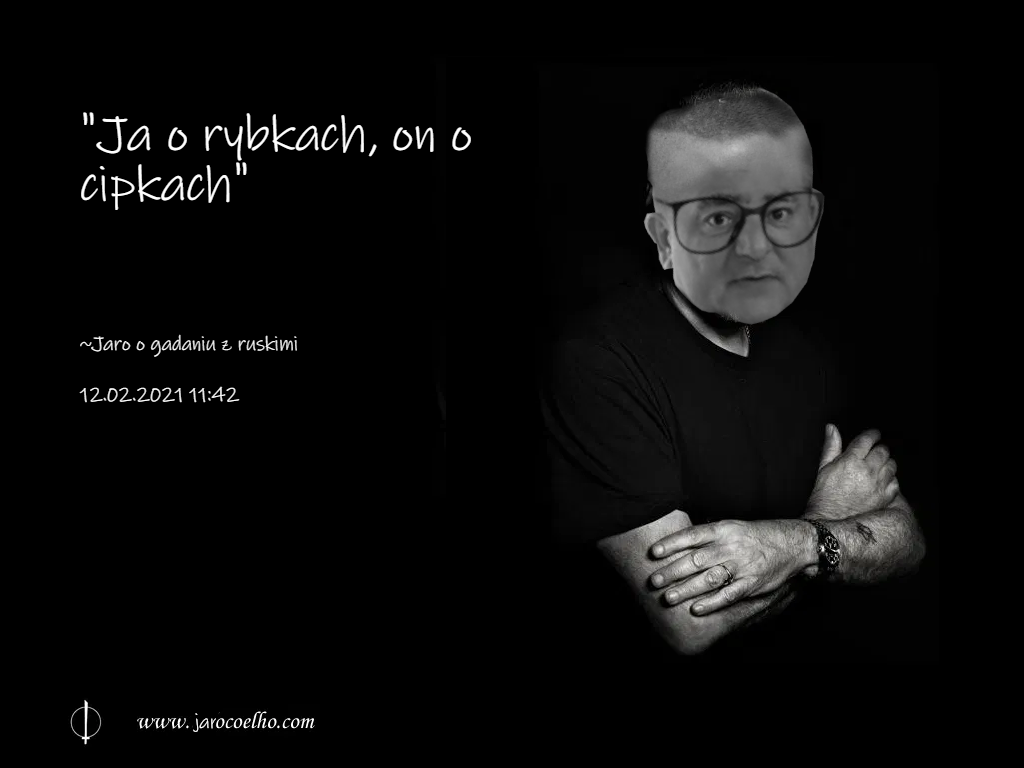 "Ja o rybkach, on o
cipkach"
~Jaro o gadaniu z ruskimi
12.02.2021 11:42
www.jarocoelho.com